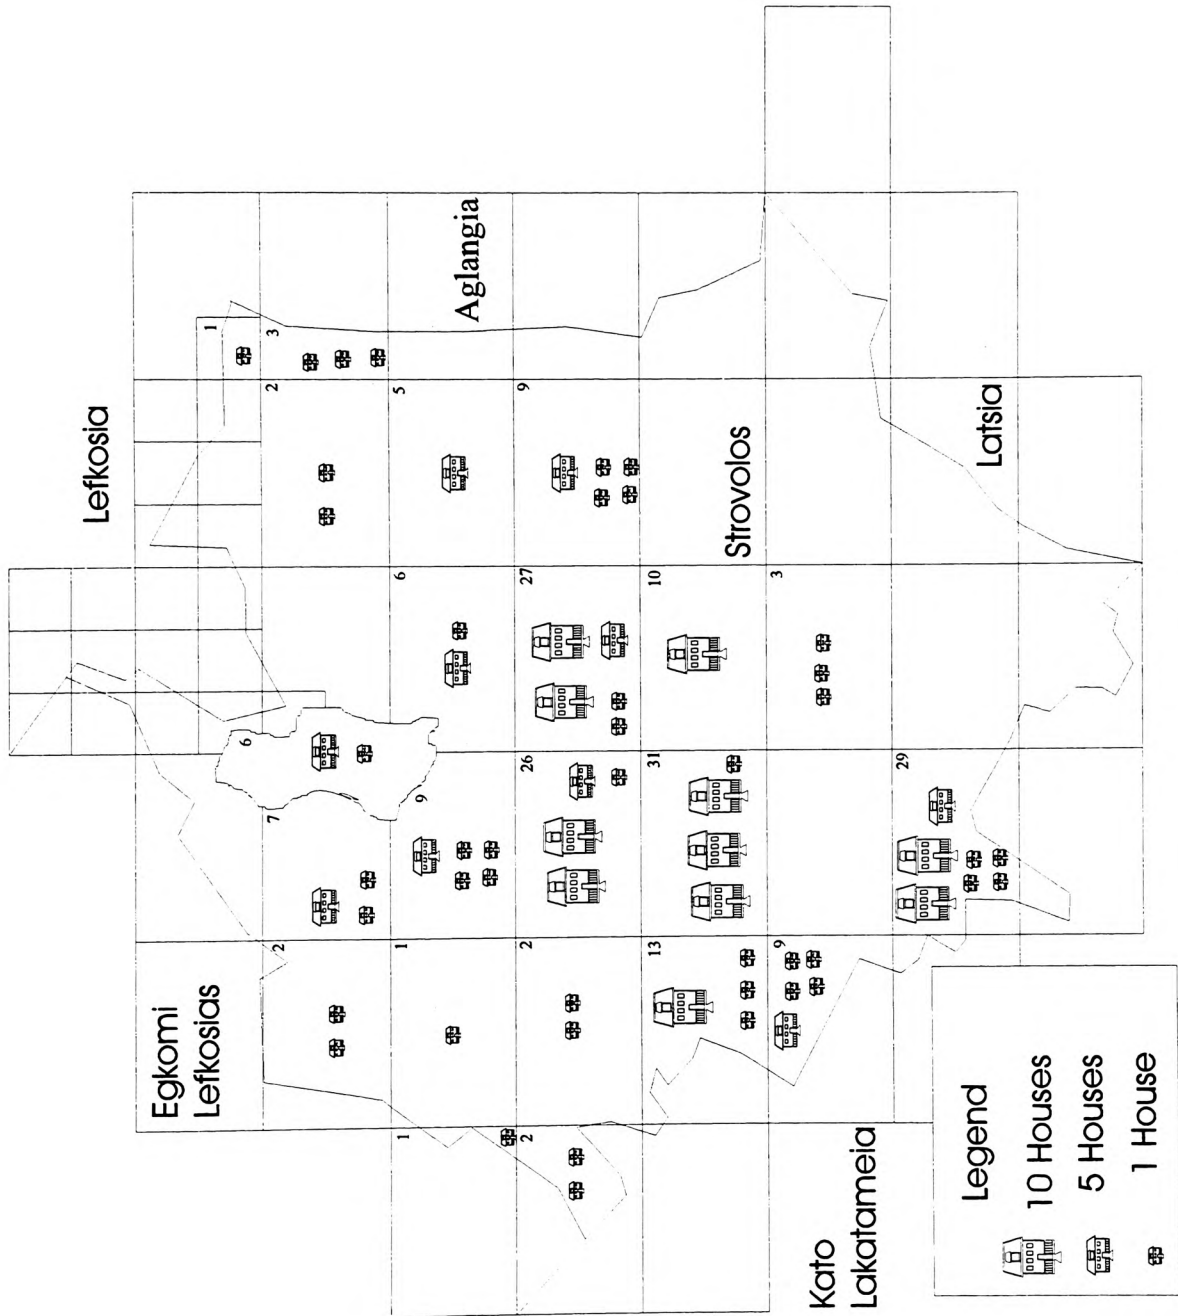 Lefkosia
Egkomi
Lefkosias
1
6
2
7
2
3
1
1
9
6
5
Aglangia
2
2
26
27
9
13
31
10
Strovolos
9
3
Kato
Lakatameia
29
Latsia
Legend
10 Houses
5 Houses
1 House